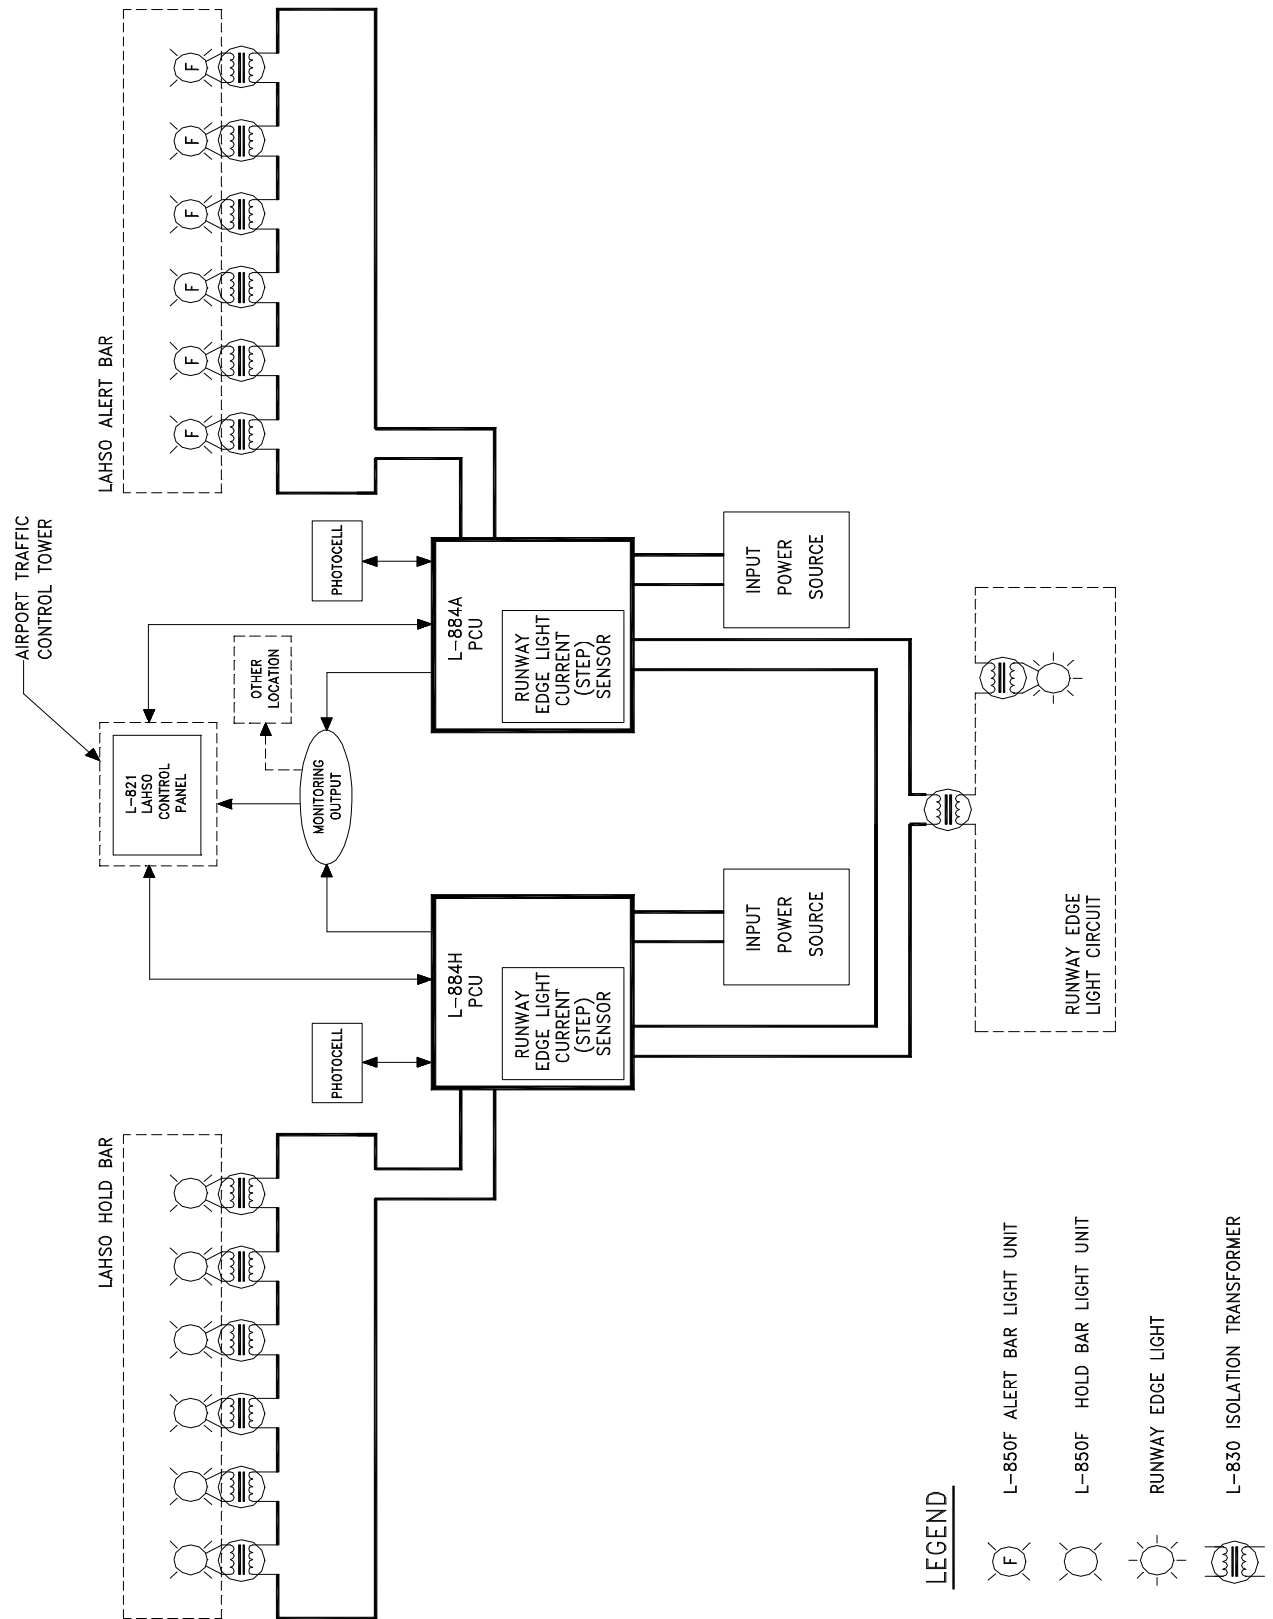 AIRPORT TRAFFIC
CONTROL TOWER
LAHSO HOLD BAR
LAHSO ALERT BAR
L-821
LAHSO
CONTROL
PANEL
OTHER
LOCATION
MONITORING
OUTPUT
PHOTOCELL
PHOTOCELL
L-884H
PCU
RUNWAY
EDGE LIGHT
CURRENT
(STEP)
SENSOR
L-884A
PCU
RUNWAY
EDGE LIGHT
CURRENT
(STEP)
SENSOR
INPUT
POWER
SOURCE
INPUT
POWER
SOURCE
RUNWAY EDGE
LIGHT CIRCUIT
F
F
F
F
F
F
LEGEND
F L-850F ALERT BAR LIGHT UNIT
L-850F HOLD BAR LIGHT UNIT
RUNWAY EDGE LIGHT
L-830 ISOLATION TRANSFORMER